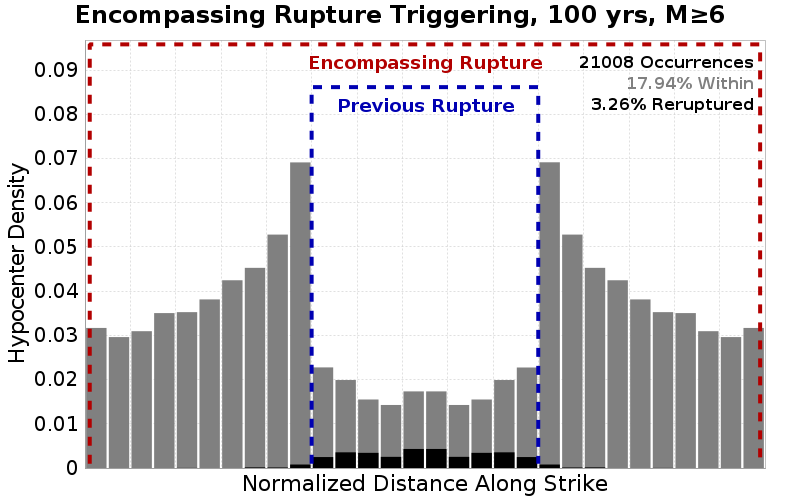 Encompassing Rupture Triggering, 100 yrs, M≥6
Encompassing Rupture
21008 Occurrences
17.94% Within
Previous Rupture
3.26% Reruptured
Hypocenter Density
0.09
0.08
0.07
0.06
0.05
0.04
0.03
0.02
0.01
0
Normalized Distance Along Strike